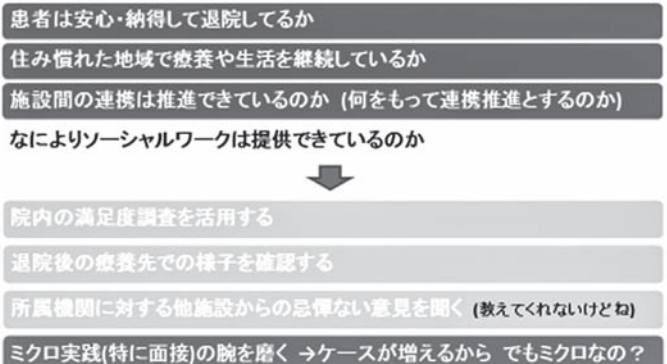 患者は安心・納得して退院してるか
住み慣れた地域で療養や生活を継続しているか
施設間の連携は推進できているのか (何をもって連携推進とするのか)
なによりソーシャルワークは提供できているのか
院内の満足度調査を活用する
退院後の療養先での様子を確認する
所属機関に対する他施設からの忌憚ない意見を聞く (教えてくれないけどね)
ミクロ実践(特に面接)の腕を磨く →ケースが増えるから でもミクロなの？